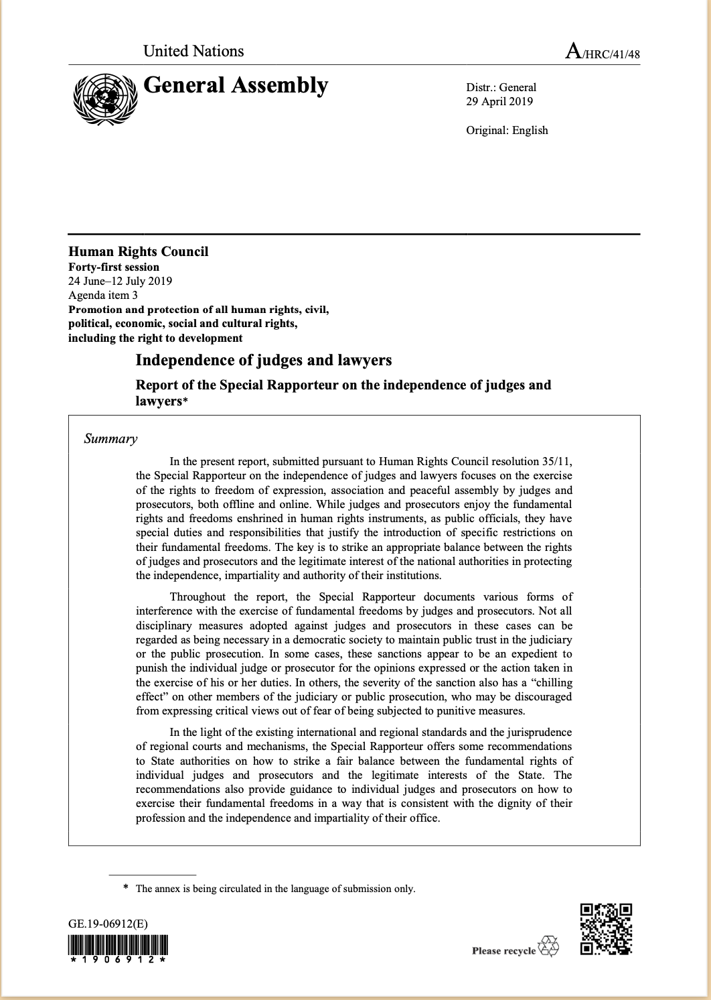 United Nations
A/HRC/41/48
General Assembly
Distr.: General
29 April 2019
Original: English
Human Rights Council
Forty-first session
24 June–12 July 2019
Agenda item 3
Promotion and protection of all human rights, civil,
political, economic, social and cultural rights,
including the right to development
Independence of judges and lawyers
Report of the Special Rapporteur on the independence of judges and
lawyers*
Summary
In the present report, submitted pursuant to Human Rights Council resolution 35/11,
the Special Rapporteur on the independence of judges and lawyers focuses on the exercise
of the rights to freedom of expression, association and peaceful assembly by judges and
prosecutors, both offline and online. While judges and prosecutors enjoy the fundamental
rights and freedoms enshrined in human rights instruments, as public officials, they have
special duties and responsibilities that justify the introduction of specific restrictions on
their fundamental freedoms. The key is to strike an appropriate balance between the rights
of judges and prosecutors and the legitimate interest of the national authorities in protecting
the independence, impartiality and authority of their institutions.
Throughout the report, the Special Rapporteur documents various forms of
interference with the exercise of fundamental freedoms by judges and prosecutors. Not all
disciplinary measures adopted against judges and prosecutors in these cases can be
regarded as being necessary in a democratic society to maintain public trust in the judiciary
or the public prosecution. In some cases, these sanctions appear to be an expedient to
punish the individual judge or prosecutor for the opinions expressed or the action taken in
the exercise of his or her duties. In others, the severity of the sanction also has a “chilling
effect” on other members of the judiciary or public prosecution, who may be discouraged
from expressing critical views out of fear of being subjected to punitive measures.
In the light of the existing international and regional standards and the jurisprudence
of regional courts and mechanisms, the Special Rapporteur offers some recommendations
to State authorities on how to strike a fair balance between the fundamental rights of
individual judges and prosecutors and the legitimate interests of the State. The
recommendations also provide guidance to individual judges and prosecutors on how to
exercise their fundamental freedoms in a way that is consistent with the dignity of their
profession and the independence and impartiality of their office.
* The annex is being circulated in the language of submission only.
GE.19-06912(E)
*1906912*
Please recycle